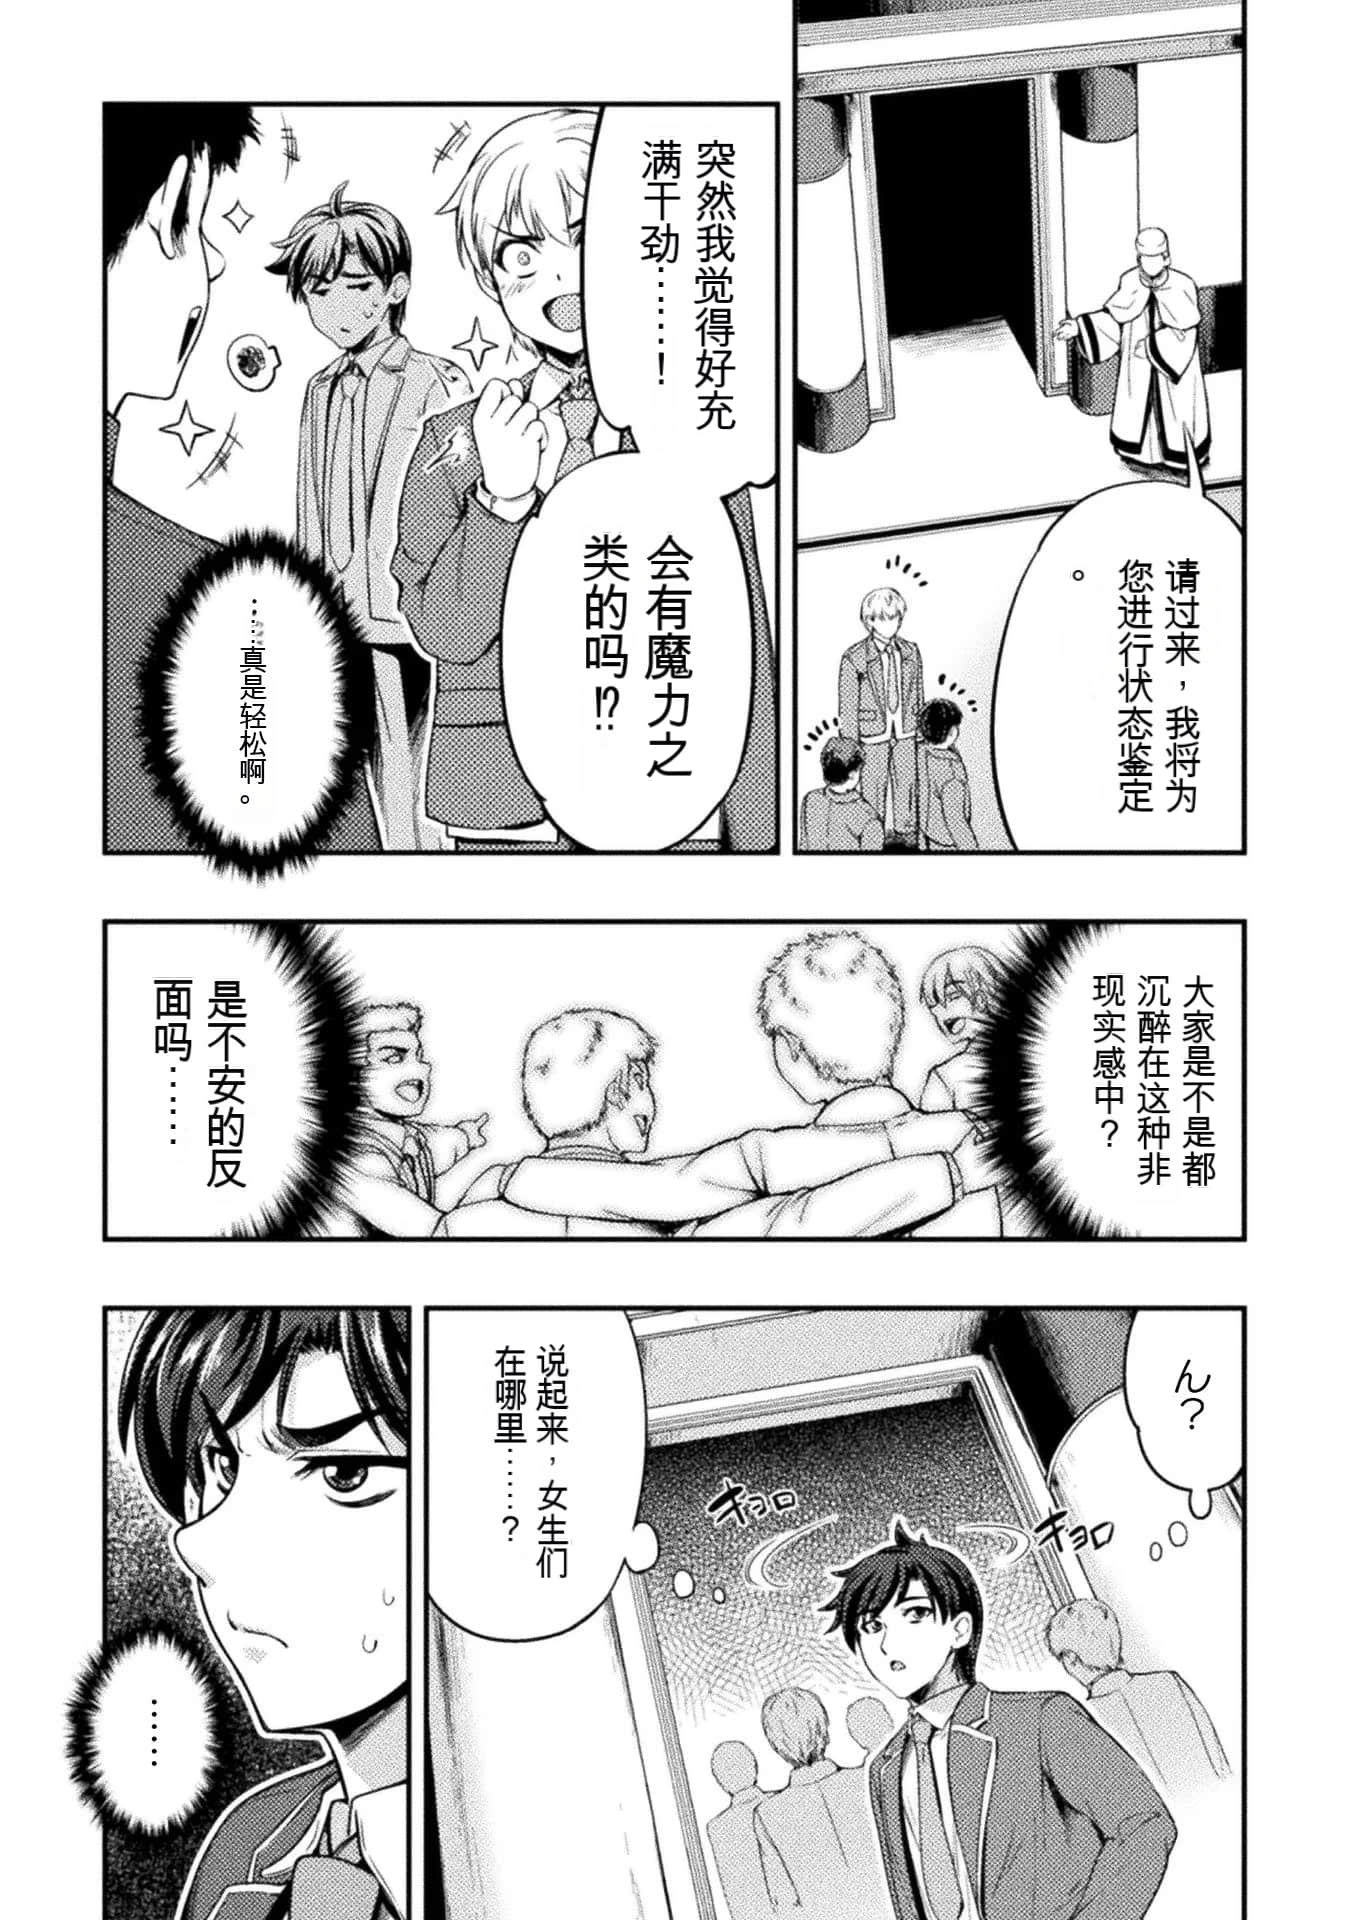 请过来，我将为
您进行状态鉴定
。
突然我觉得好充
满干劲……！
会有魔力之
类的吗!?
……真是轻松啊。
大家是不是都
沉醉在这种非
现实感中？
是不安的反
面吗……
ん？
キョロ
キョロ
说起来，女生们
在哪里……？
……